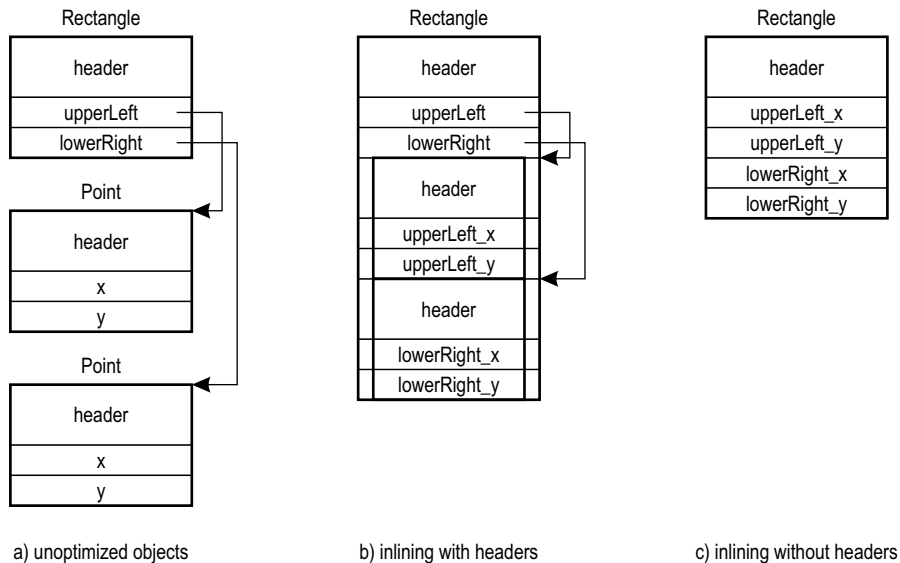 Rectangle
header
upperLeft
lowerRight
Point
header
x
y
Point
header
x
y
a) unoptimized objects
Rectangle
header
upperLeft
lowerRight
header
upperLeft_x
upperLeft_y
header
lowerRight_x
lowerRight_y
b) inlining with headers
Rectangle
header
upperLeft_x
upperLeft_y
lowerRight_x
lowerRight_y
c) inlining without headers